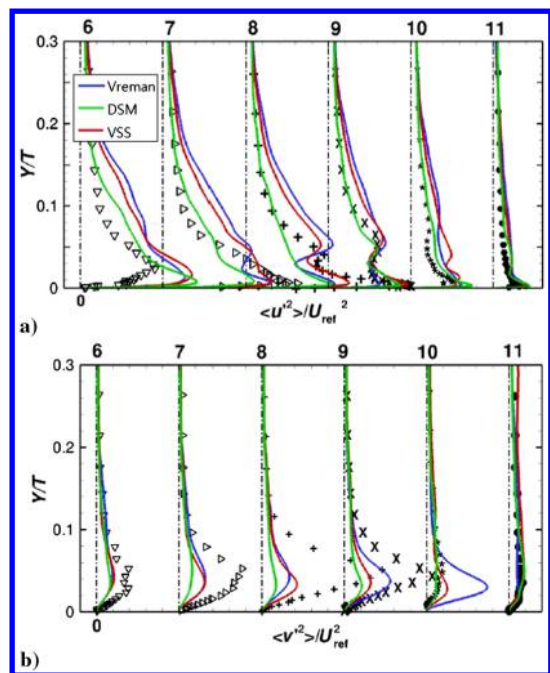 6 7 8 9 10 11
0.3
Vreman
DSM
VSS
0.2
Y/T
0.1
0
0
a)
<u'²>/U_ref²
6 7 8 9 10 11
0.3
0.2
Y/T
0.1
0
0
<v'²>/U²_ref
b)